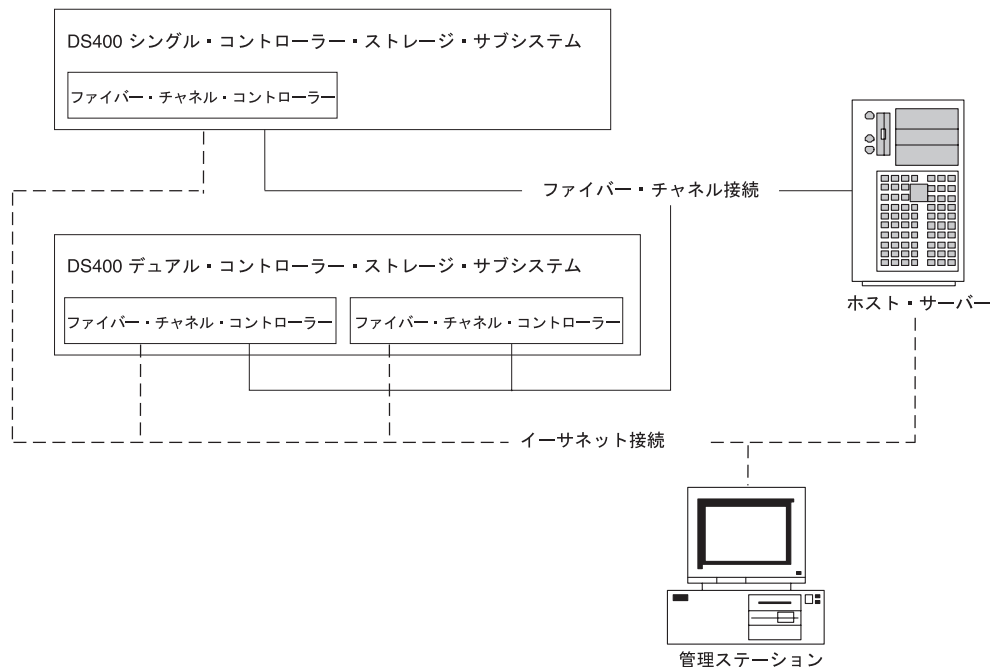 DS400 シングル・コントローラー・ストレージ・サブシステム
ファイバー・チャネル・コントローラー
ファイバー・チャネル接続
DS400 デュアル・コントローラー・ストレージ・サブシステム
ファイバー・チャネル・コントローラー
ファイバー・チャネル・コントローラー
ホスト・サーバー
イーサネット接続
管理ステーション